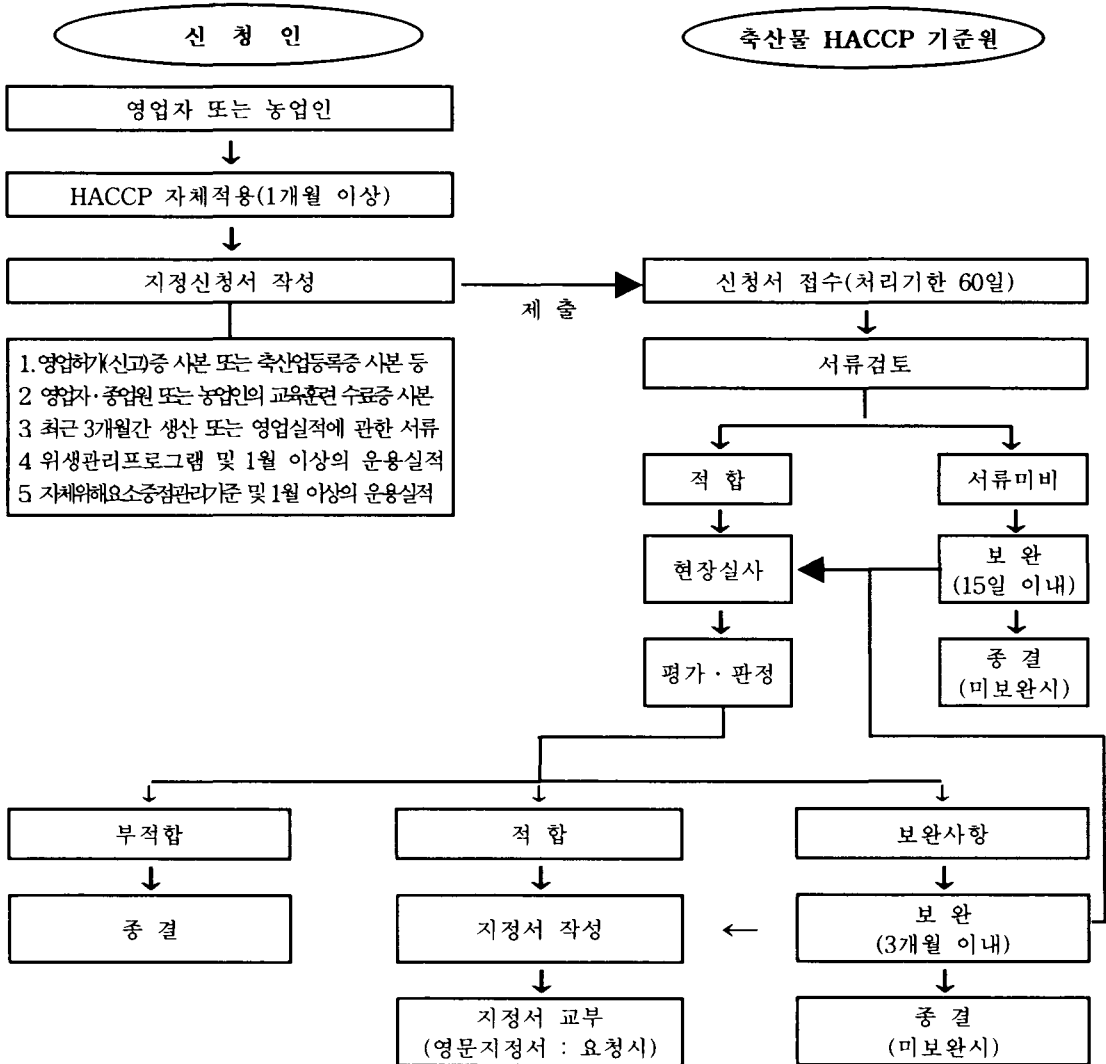 신 청 인
축산물 HACCP 기준원
영업자 또는 농업인
HACCP 자체적용(1개월 이상)
지정신청서 작성
제 출
신청서 접수(처리기한 60일)
1.영업허가(신고)증 사본 또는 축산업등록증 사본 등
2 영업자·종업원 또는 농업인의 교육훈련 수료증 사본
3 최근 3개월간 생산 또는 영업실적에 관한 서류
4 위생관리프로그램 및 1월 이상의 운용실적
5 자체위해요소중점관리기준 및 1월 이상의 운용실적
서류검토
적 합
서류미비
현장실사
보 완
(15일 이내)
평가·판정
종 결
(미보완시)
부적합
적 합
보완사항
종 결
지정서 작성
보 완
(3개월 이내)
지정서 교부
(영문지정서 : 요청시)
종 결
(미보완시)